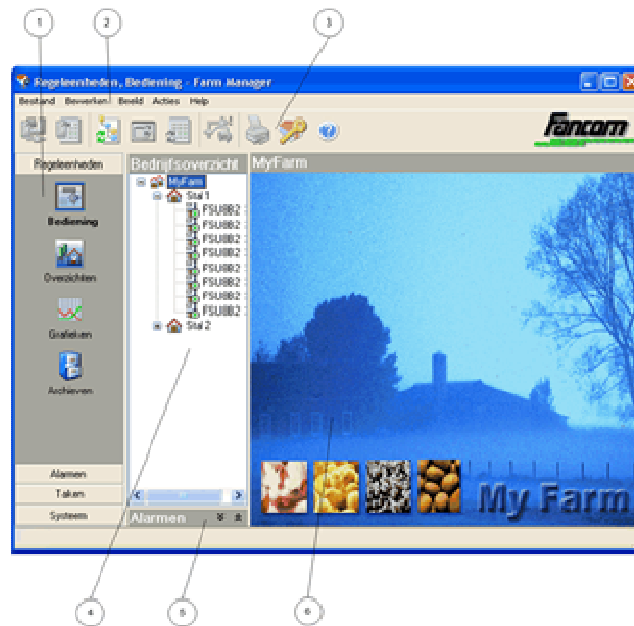 1 2 3
Regeleenheden, Bediening - Farm Manager
Bestand Bewerken Beeld Acties Help
Fancom
Regeleenheden
Bedrijfsoverzicht
MyFarm
MyFarm
Stal 1
Bediening
FSU8B2
FSU8B2
FSU8B2
FSU8B2
FSU8B2
FSU8B2
FSU8B2
FSU8B2
Stal 2
Overzichten
Grafieken
Archieven
Alarmen
Taken
Systeem
Alarmen
My Farm
4 5 6